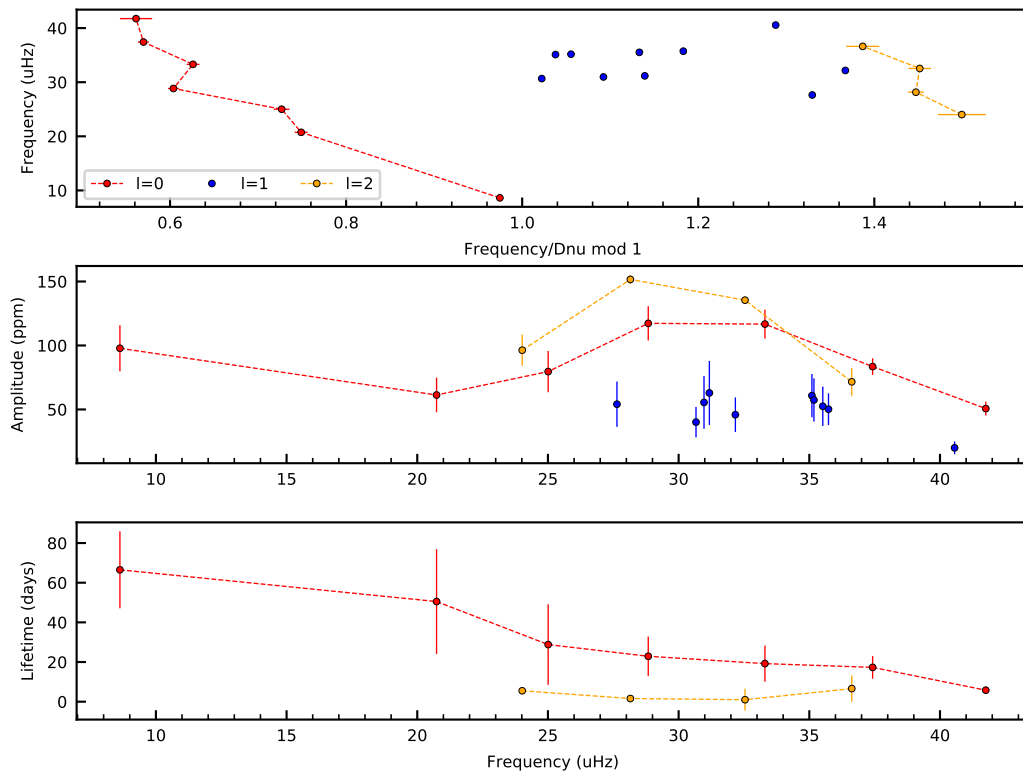 Frequency (uHz)
40
30
20
10
l=0 l=1 l=2
0.6 0.8 1.0 1.2 1.4
Frequency/Dnu mod 1
Amplitude (ppm)
150
100
50
10 15 20 25 30 35 40
Lifetime (days)
80
60
40
20
0
10 15 20 25 30 35 40
Frequency (uHz)